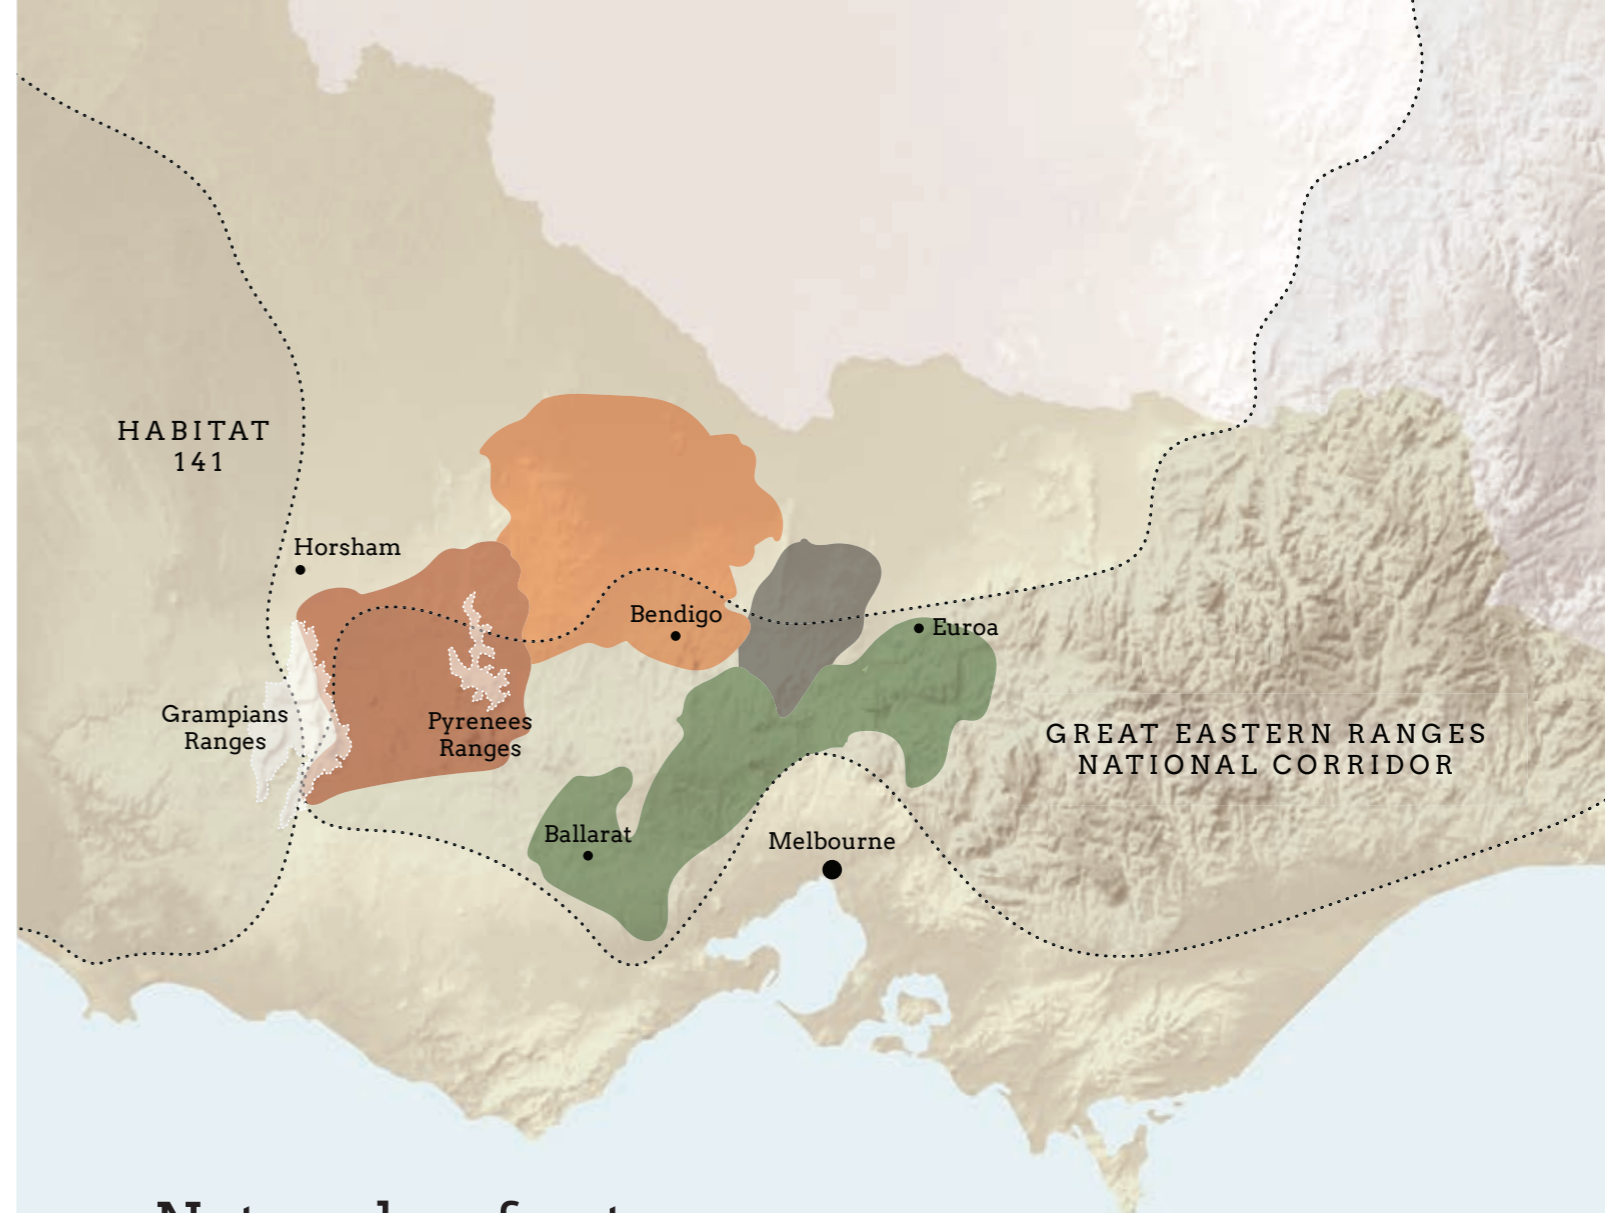 HABITAT
141
Horsham
Bendigo
Euroa
Grampians
Ranges
Pyrenees
Ranges
GREAT EASTERN RANGES
NATIONAL CORRIDOR
Ballarat
Melbourne